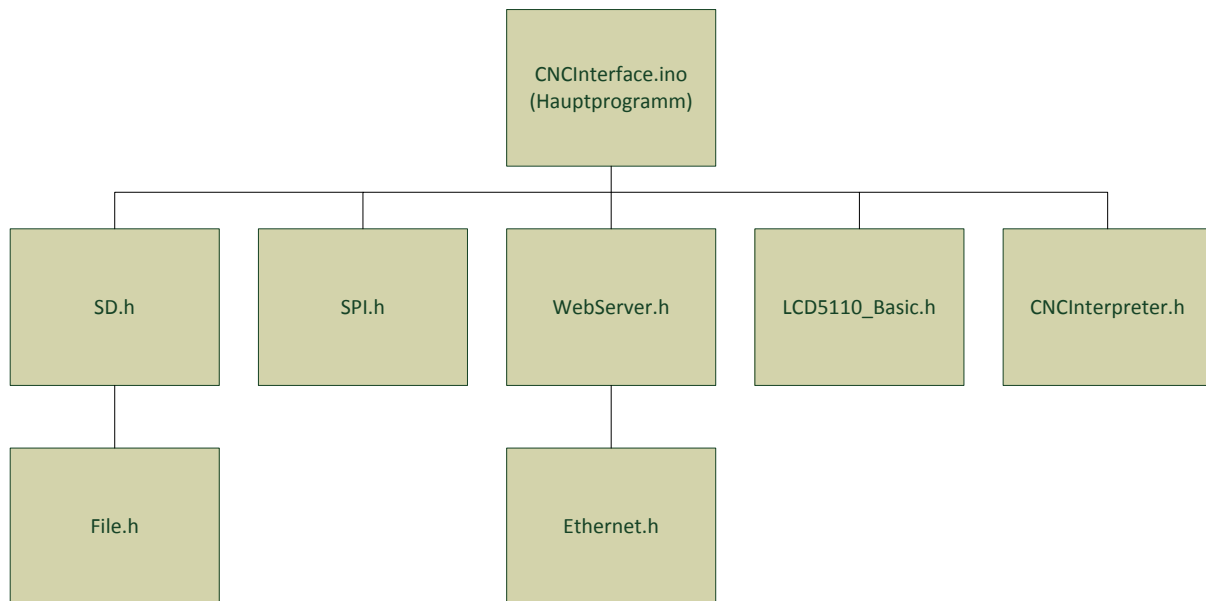 CNCInterface.ino
(Hauptprogramm)
SD.h
SPI.h
WebServer.h
LCD5110_Basic.h
CNCInterpreter.h
File.h
Ethernet.h